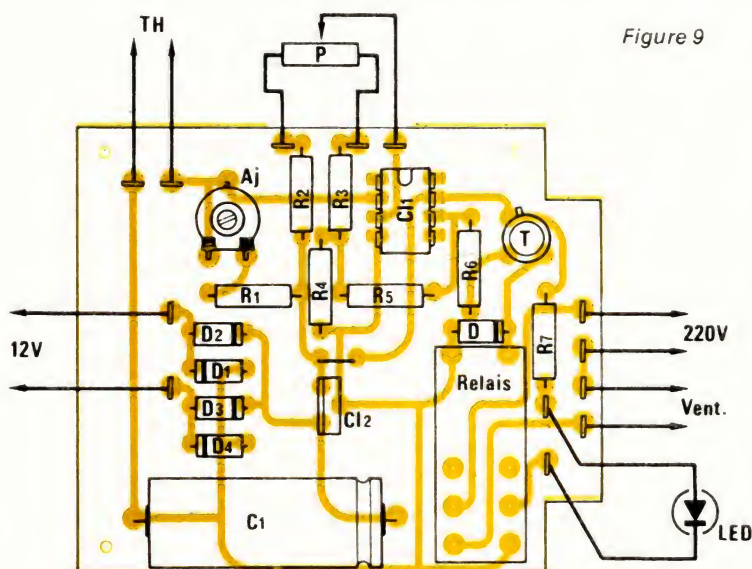 TH
P
Figure 9
Aj
R2
R3
CI1
T
R1
R4
R5
R6
12V
D2
D1
D3
D4
D
Relais
R7
220V
Vent.
CI2
C1
LED